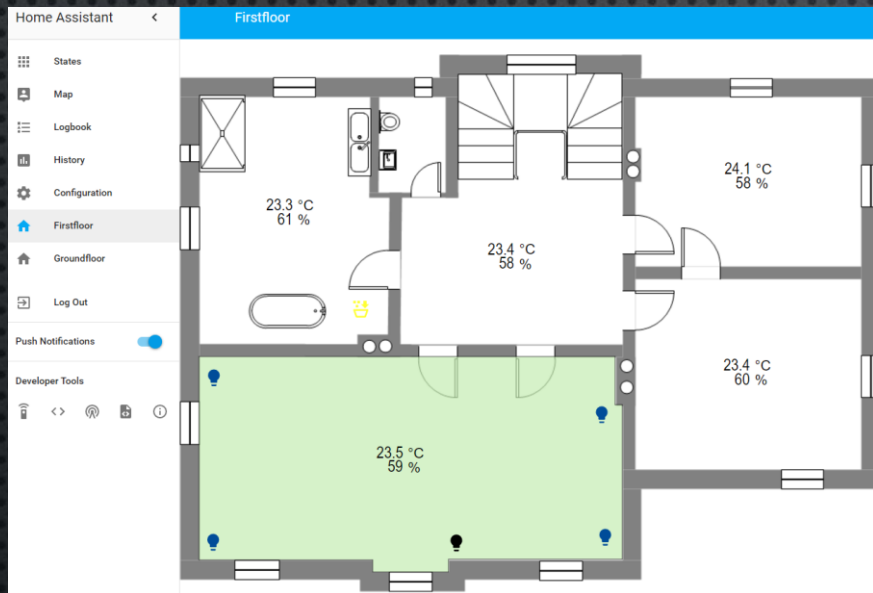 Home Assistant
Firstfloor
States
Map
Logbook
History
Configuration
Firstfloor
Groundfloor
Log Out
Push Notifications
Developer Tools
24.1 °C
58 %
23.3 °C
61 %
23.4 °C
58 %
23.4 °C
60 %
23.5 °C
59 %